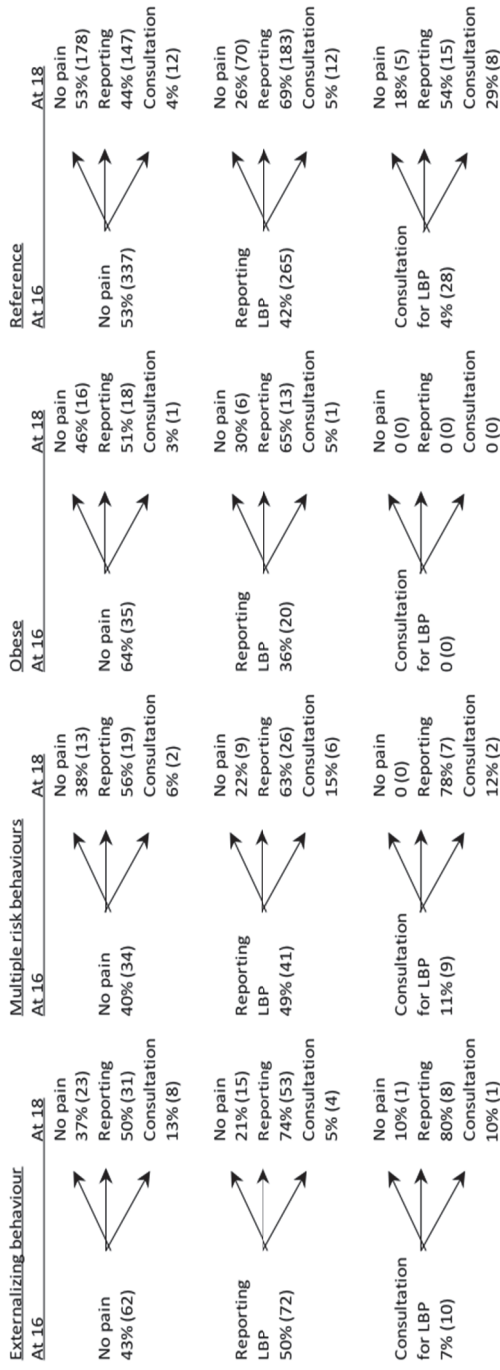 Externalizing behaviour
At 16
At 18
No pain
43% (62)
No pain
37% (23)
Reporting
50% (31)
Consultation
13% (8)
Reporting
LBP
50% (72)
No pain
21% (15)
Reporting
74% (53)
Consultation
5% (4)
Consultation
for LBP
7% (10)
No pain
10% (1)
Reporting
80% (8)
Consultation
10% (1)
Multiple risk behaviours
At 16
At 18
No pain
40% (34)
No pain
38% (13)
Reporting
56% (19)
Consultation
6% (2)
Reporting
LBP
49% (41)
No pain
22% (9)
Reporting
63% (26)
Consultation
15% (6)
Consultation
for LBP
11% (9)
No pain
0 (0)
Reporting
78% (7)
Consultation
12% (2)
Obese
At 16
At 18
No pain
64% (35)
No pain
46% (16)
Reporting
51% (18)
Consultation
3% (1)
Reporting
LBP
36% (20)
No pain
30% (6)
Reporting
65% (13)
Consultation
5% (1)
Consultation
for LBP
0 (0)
No pain
0 (0)
Reporting
0 (0)
Consultation
0 (0)
Reference
At 16
At 18
No pain
53% (337)
No pain
53% (178)
Reporting
44% (147)
Consultation
4% (12)
Reporting
LBP
42% (265)
No pain
26% (70)
Reporting
69% (183)
Consultation
5% (12)
Consultation
for LBP
4% (28)
No pain
18% (5)
Reporting
54% (15)
Consultation
29% (8)